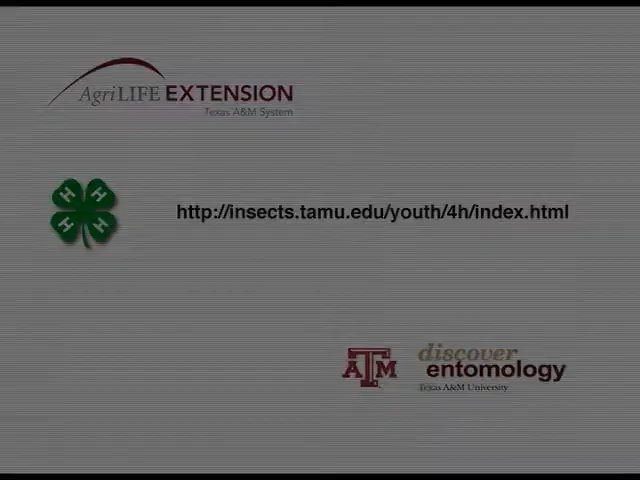 AgriLIFE EXTENSION
Texas A&M System
H H
H H
http://insects.tamu.edu/youth/4h/index.html
ATM
discover
entomology
Texas A&M University